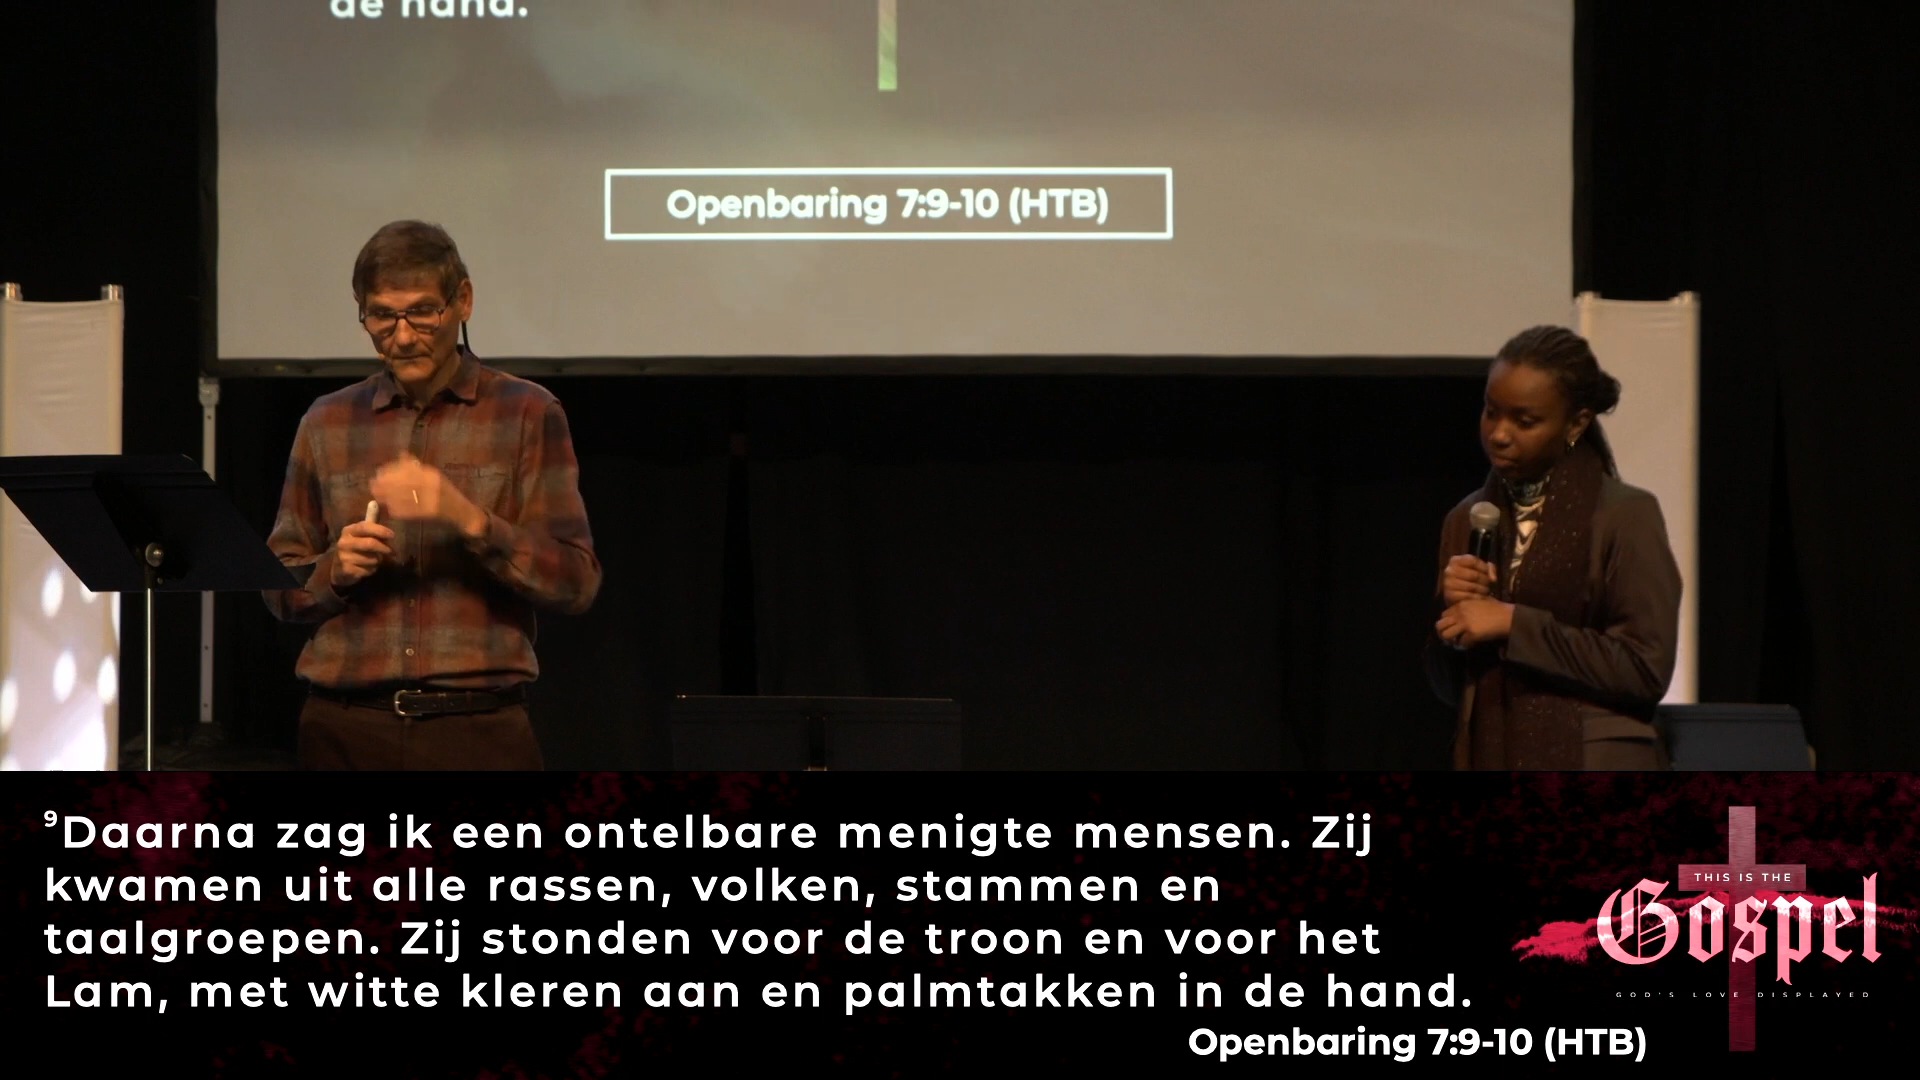 de hand.
Openbaring 7:9-10 (HTB)
⁹Daarna zag ik een ontelbare menigte mensen. Zij
kwamen uit alle rassen, volken, stammen en
taalgroepen. Zij stonden voor de troon en voor het
Lam, met witte kleren aan en palmtakken in de hand.
Openbaring 7:9-10 (HTB)
THIS IS THE
Gospel
GOD'S LOVE DISPLAYED